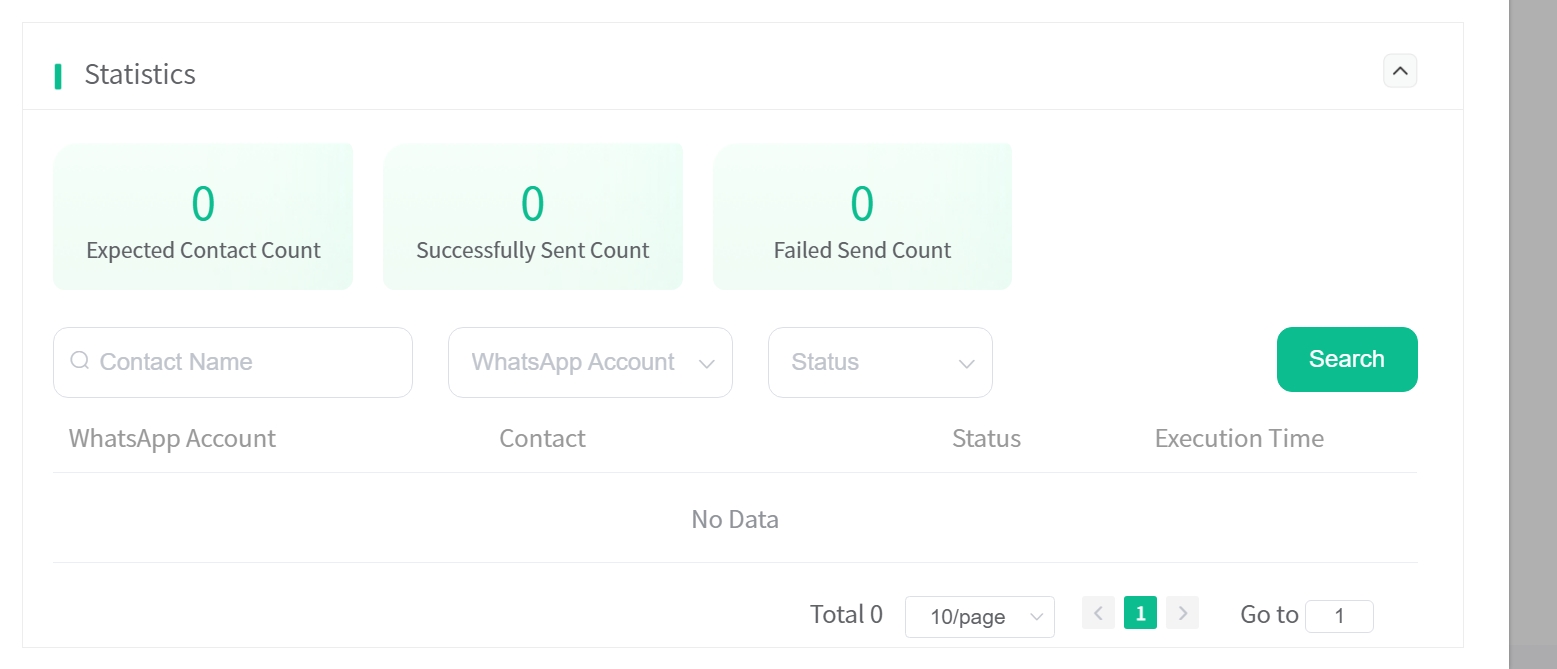 Statistics
0
Expected Contact Count
0
Successfully Sent Count
0
Failed Send Count
Contact Name
WhatsApp Account
Status
Search
WhatsApp Account Contact Status Execution Time
No Data
Total 0 10/page 1 Go to 1